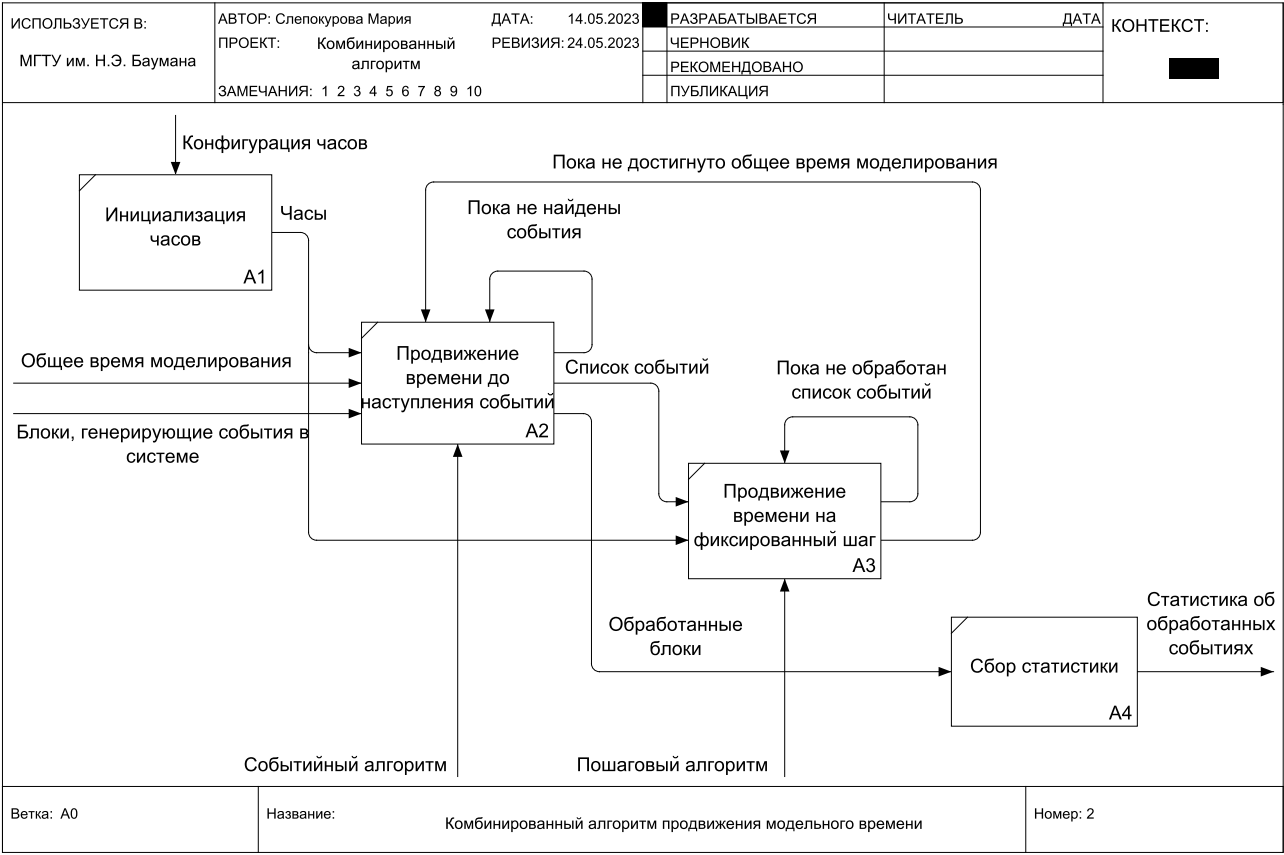 ИСПОЛЬЗУЕТСЯ В:
МГТУ им. Н.Э. Баумана
АВТОР: Слепокурова Мария
ДАТА: 14.05.2023
ПРОЕКТ: Комбинированный
алгоритм
РЕВИЗИЯ: 24.05.2023
ЗАМЕЧАНИЯ: 1 2 3 4 5 6 7 8 9 10
РАЗРАБАТЫВАЕТСЯ
ЧЕРНОВИК
РЕКОМЕНДОВАНО
ПУБЛИКАЦИЯ
ЧИТАТЕЛЬ ДАТА
КОНТЕКСТ:
Конфигурация часов
Инициализация
часов
А1
Часы
Пока не достигнуто общее время моделирования
Пока не найдены
события
Общее время моделирования
Блоки, генерирующие события в
системе
Продвижение
времени до
наступления событий
А2
Список событий
Пока не обработан
список событий
Продвижение
времени на
фиксированный шаг
А3
Обработанные
блоки
Сбор статистики
А4
Статистика об
обработанных
событиях
Событийный алгоритм
Пошаговый алгоритм
Ветка: А0
Название:
Комбинированный алгоритм продвижения модельного времени
Номер: 2